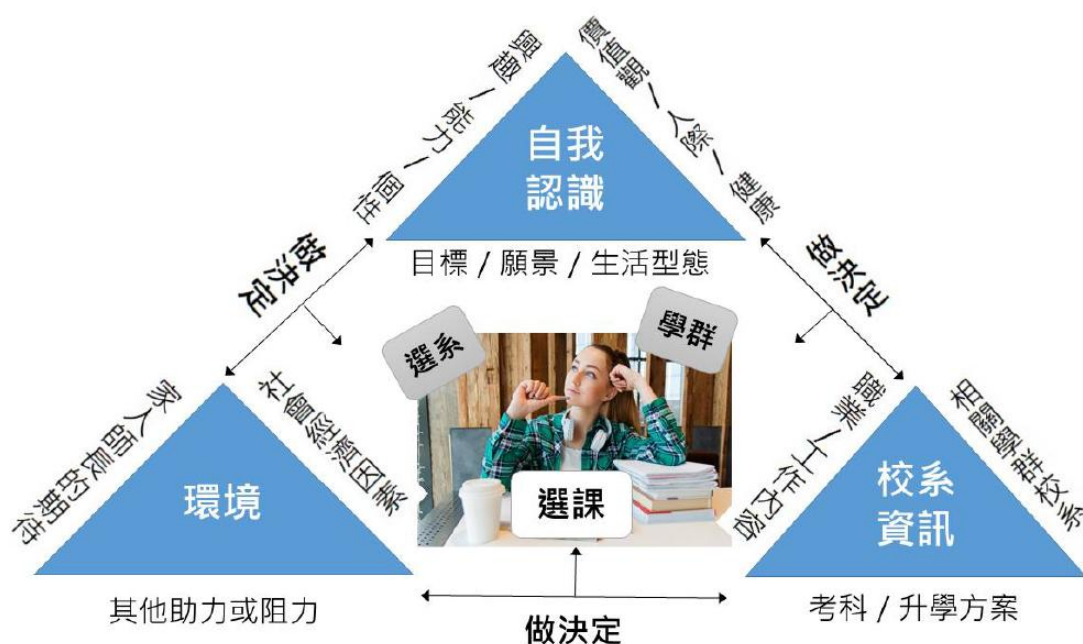 興趣/能力/個性
價值觀/人際/健康
自我
認識
目標 / 願景 / 生活型態
做決定
做決定
選系
學群
選課
家人師長的期待
社會經濟因素
環境
其他助力或阻力
職業/工作內容
相關學群校系
校系
資訊
考科 / 升學方案
做決定